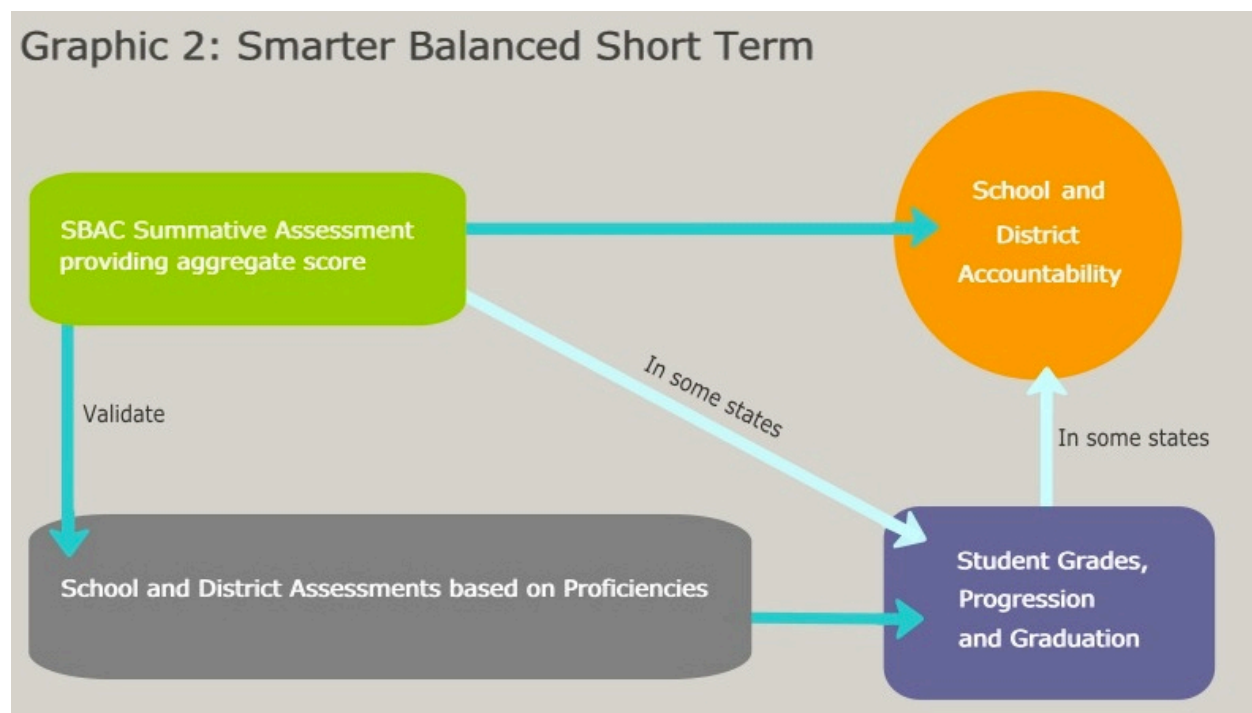 Graphic 2: Smarter Balanced Short Term
SBAC Summative Assessment
providing aggregate score
School and
District
Accountability
In some states
Validate
In some states
School and District Assessments based on Proficiencies
Student Grades,
Progression
and Graduation